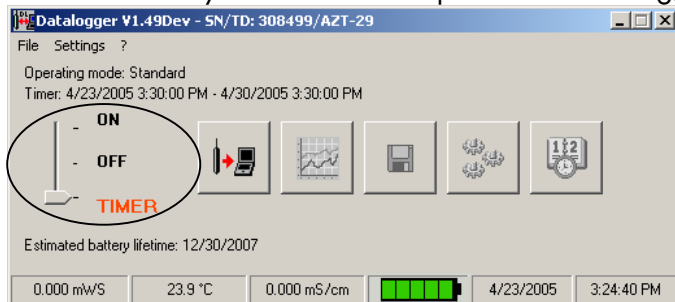 Datalogger V1.49Dev - SN/TD: 308499/AZT-29
File Settings ?
Operating mode: Standard
Timer: 4/23/2005 3:30:00 PM - 4/30/2005 3:30:00 PM
ON
OFF
TIMER
Estimated battery lifetime: 12/30/2007
0.000 mWS 23.9 °C 0.000 mS/cm 4/23/2005 3:24:40 PM